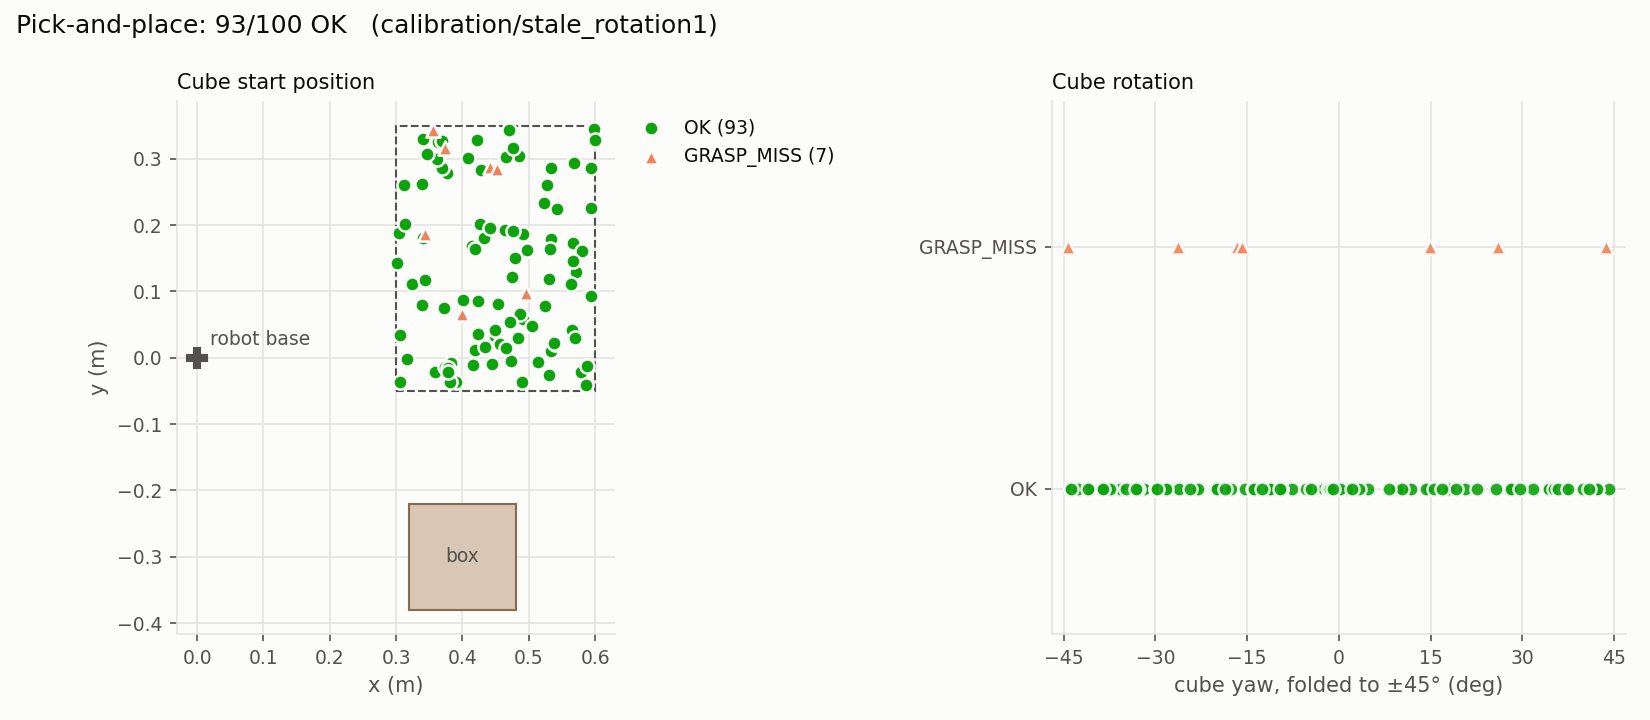 Pick-and-place: 93/100 OK   (calibration/stale_rotation1)
Cube start position
OK (93)
GRASP_MISS (7)
robot base
box
0.3
0.2
0.1
0.0
−0.1
−0.2
−0.3
−0.4
y (m)
0.0 0.1 0.2 0.3 0.4 0.5 0.6
x (m)
Cube rotation
GRASP_MISS
OK
−45 −30 −15 0 15 30 45
cube yaw, folded to ±45° (deg)